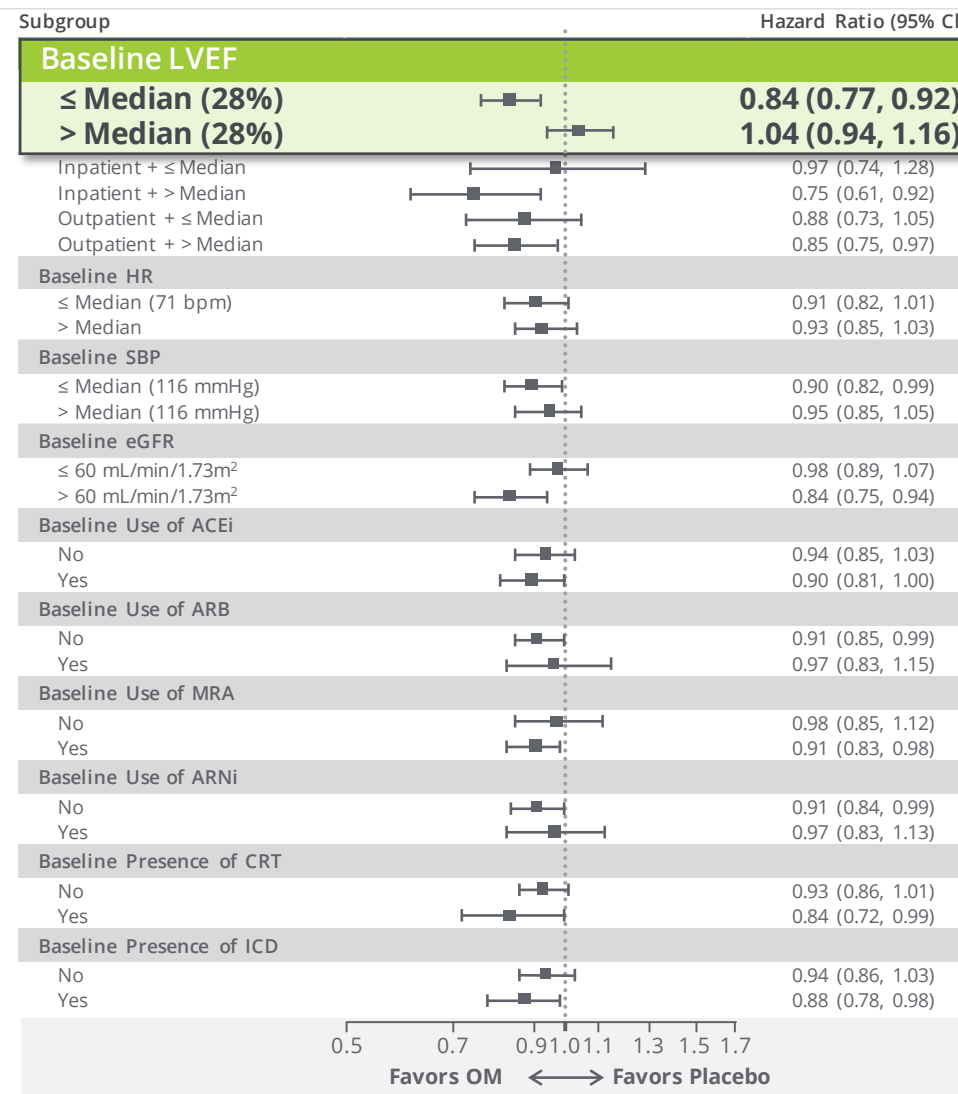 Subgroup Hazard Ratio (95% CI
Baseline LVEF
≤ Median (28%) 0.84 (0.77, 0.92)
> Median (28%) 1.04 (0.94, 1.16)
Inpatient + ≤ Median 0.97 (0.74, 1.28)
Inpatient + > Median 0.75 (0.61, 0.92)
Outpatient + ≤ Median 0.88 (0.73, 1.05)
Outpatient + > Median 0.85 (0.75, 0.97)
Baseline HR
≤ Median (71 bpm) 0.91 (0.82, 1.01)
> Median 0.93 (0.85, 1.03)
Baseline SBP
≤ Median (116 mmHg) 0.90 (0.82, 0.99)
> Median (116 mmHg) 0.95 (0.85, 1.05)
Baseline eGFR
≤ 60 mL/min/1.73m² 0.98 (0.89, 1.07)
> 60 mL/min/1.73m² 0.84 (0.75, 0.94)
Baseline Use of ACEi
No 0.94 (0.85, 1.03)
Yes 0.90 (0.81, 1.00)
Baseline Use of ARB
No 0.91 (0.85, 0.99)
Yes 0.97 (0.83, 1.15)
Baseline Use of MRA
No 0.98 (0.85, 1.12)
Yes 0.91 (0.83, 0.98)
Baseline Use of ARNi
No 0.91 (0.84, 0.99)
Yes 0.97 (0.83, 1.13)
Baseline Presence of CRT
No 0.93 (0.86, 1.01)
Yes 0.84 (0.72, 0.99)
Baseline Presence of ICD
No 0.94 (0.86, 1.03)
Yes 0.88 (0.78, 0.98)
0.5 0.7 0.9 1.0 1.1 1.3 1.5 1.7
Favors OM Favors Placebo